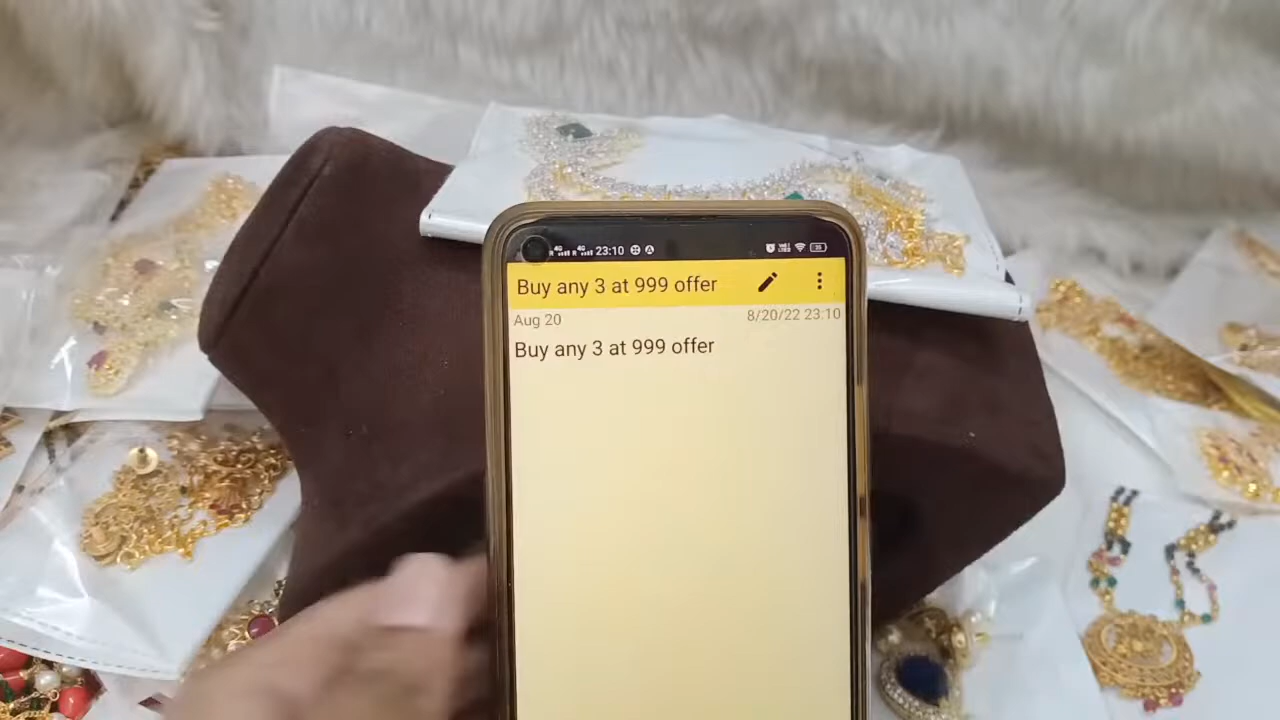 23:10
Buy any 3 at 999 offer
Aug 20 8/20/22 23:10
Buy any 3 at 999 offer